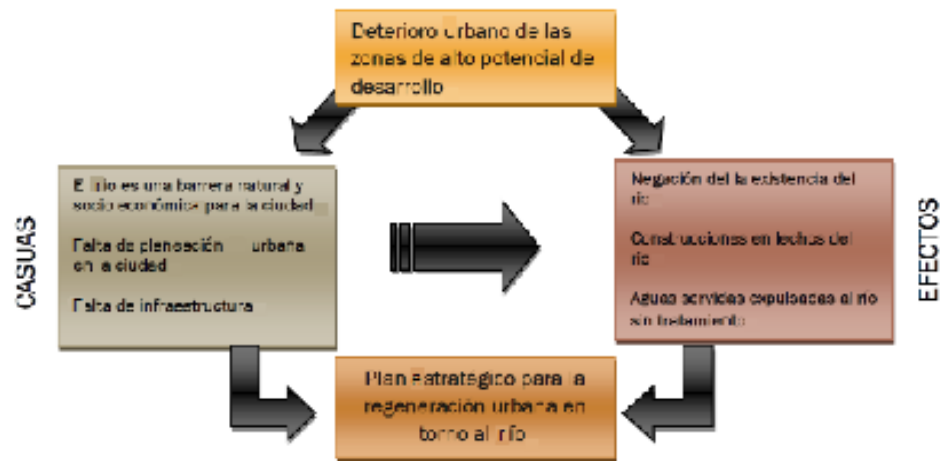 Deterioro urbano de las
zonas de alto potencial de
desarrollo
CASUAS
El río es una barrera natural y
socio económica para la ciudad
Falta de planeación urbana
en la ciudad
Falta de infraestructura
Negación del la existencia del
río
Construcciones en lechos del
río
Aguas servidas expulsadas al río
sin tratamiento
EFECTOS
Plan estratégico para la
regeneración urbana en
torno al río